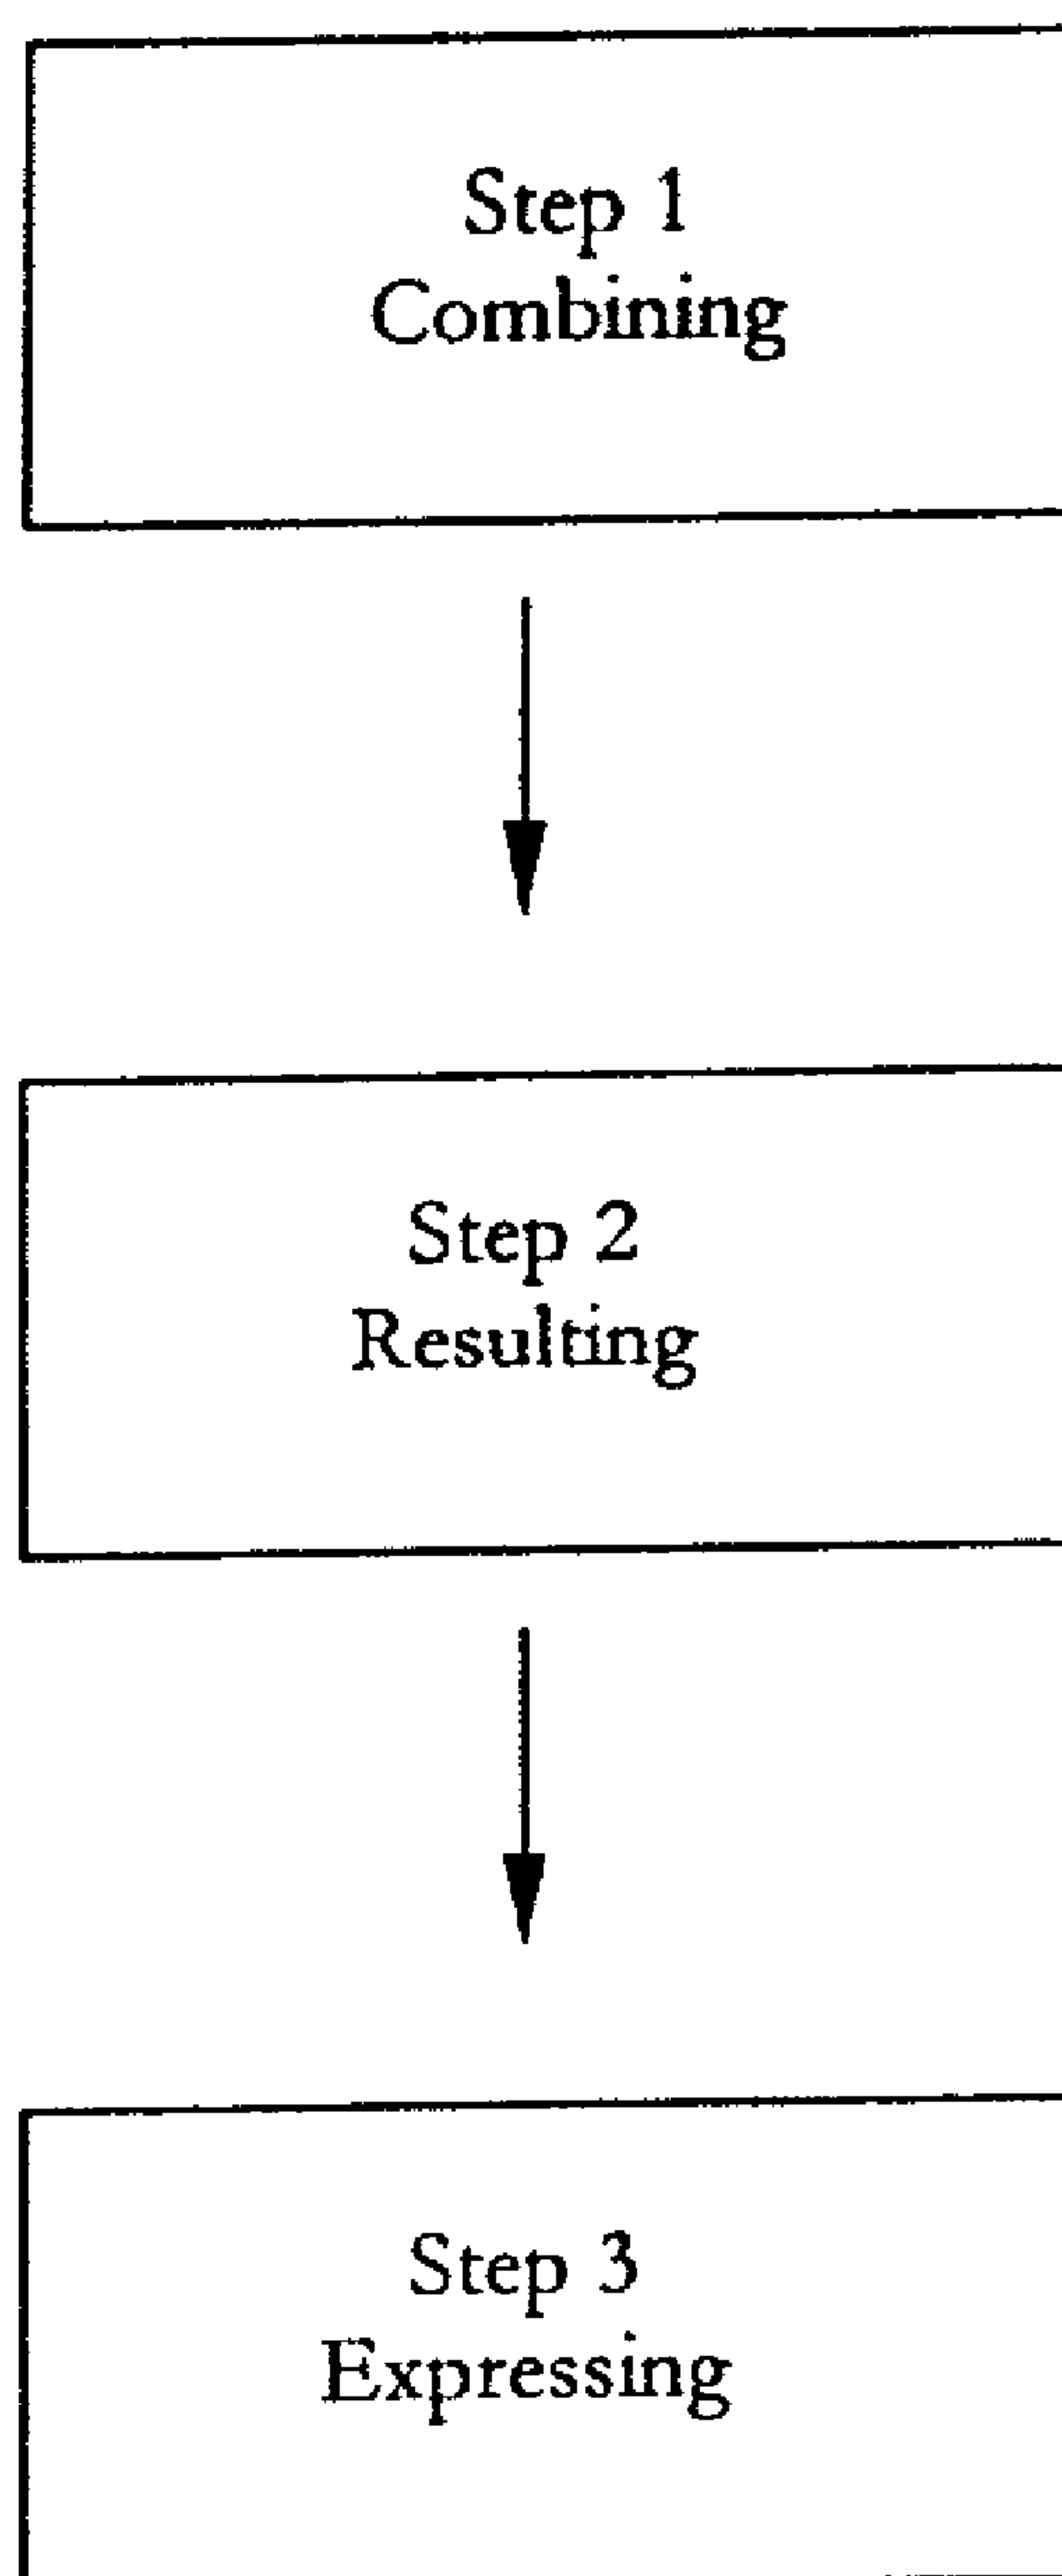 Step 1
Combining
Step 2
Resulting
Step 3
Expressing